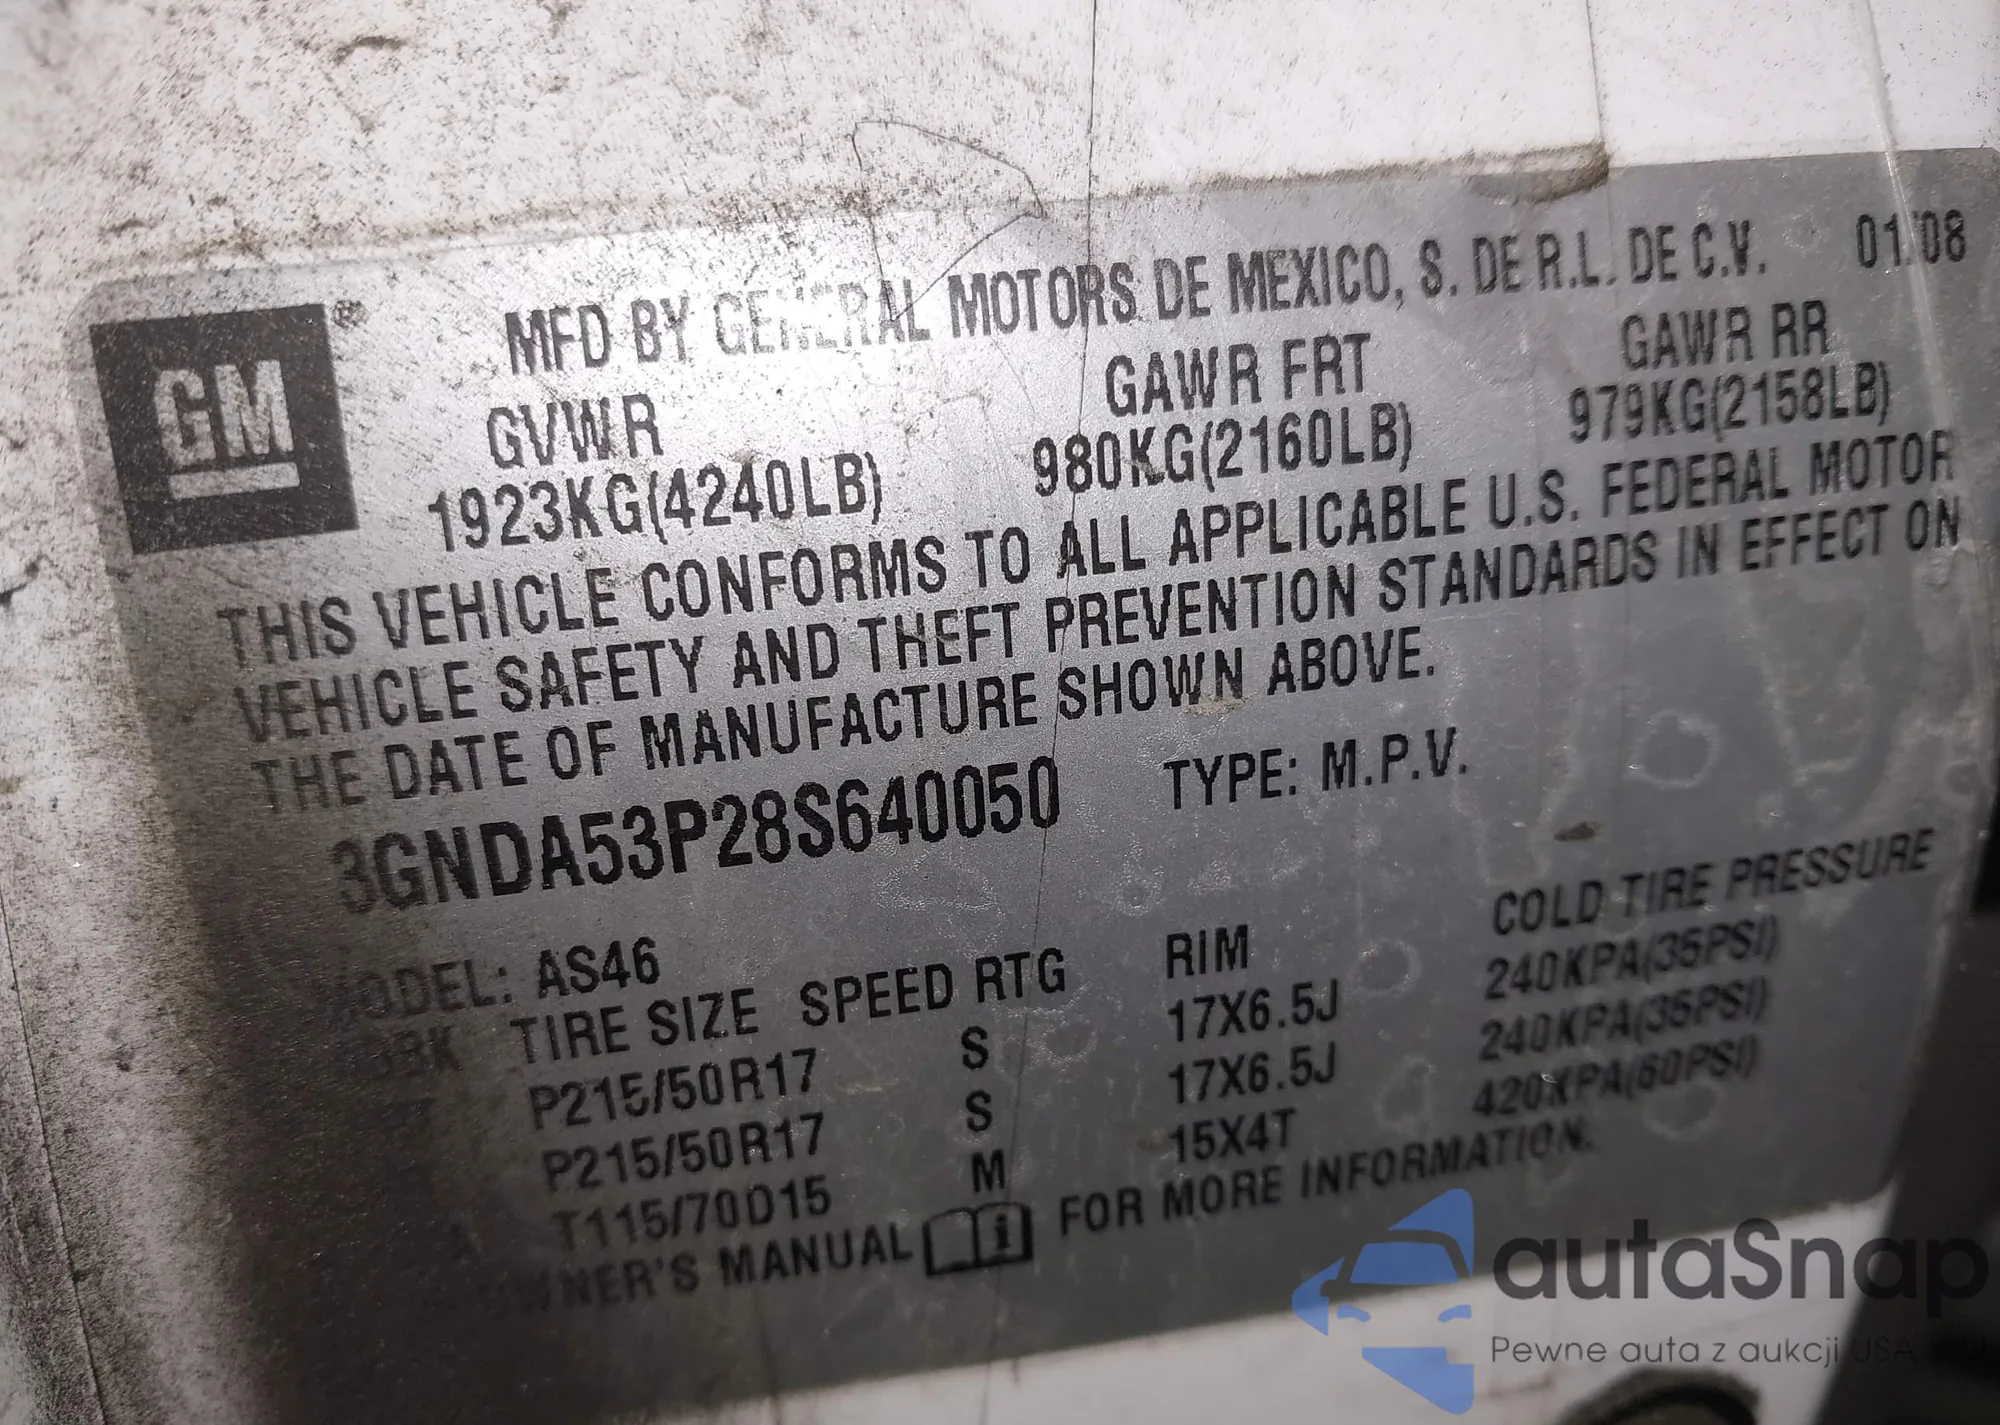 GM ®
MFD BY GENERAL MOTORS DE MEXICO, S. DE R.L. DE C.V. 01/08
GVWR GAWR FRT GAWR RR
1923KG(4240LB) 980KG(2160LB) 979KG(2158LB)
THIS VEHICLE CONFORMS TO ALL APPLICABLE U.S. FEDERAL MOTOR
VEHICLE SAFETY AND THEFT PREVENTION STANDARDS IN EFFECT ON
THE DATE OF MANUFACTURE SHOWN ABOVE.
3GNDA53P28S640050 TYPE: M.P.V.
MODEL: AS46
TIRE SIZE SPEED RTG RIM COLD TIRE PRESSURE
P215/50R17 S 17X6.5J 240KPA(35PSI)
P215/50R17 S 17X6.5J 240KPA(35PSI)
T115/70D15 M 15X4T 420KPA(60PSI)
OWNER'S MANUAL FOR MORE INFORMATION.
autaSnap
Pewne auta z aukcji USA